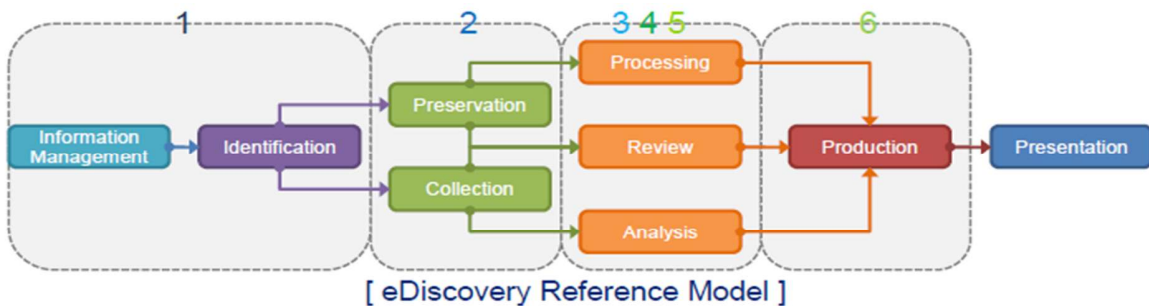 1
2
3 4 5
6
Processing
Preservation
Information
Management
Identification
Review
Production
Presentation
Collection
Analysis
[ eDiscovery Reference Model ]